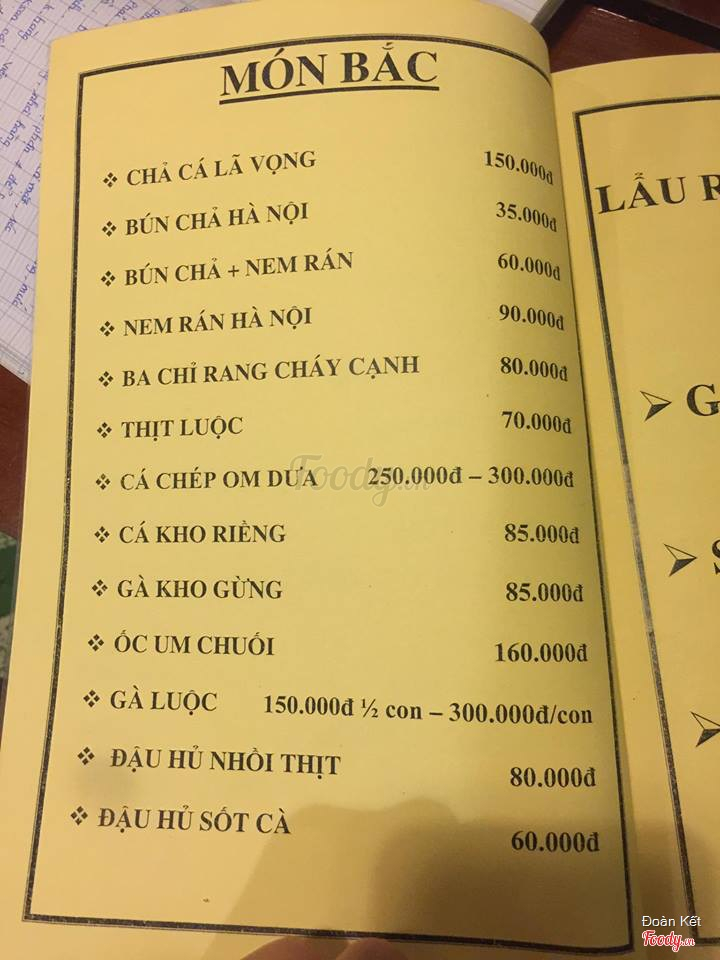 MÓN BẮC
❖ CHẢ CÁ LÃ VỌNG 150.000đ
❖ BÚN CHẢ HÀ NỘI 35.000đ
❖ BÚN CHẢ + NEM RÁN 60.000đ
❖ NEM RÁN HÀ NỘI 90.000đ
❖ BA CHỈ RANG CHÁY CẠNH 80.000đ
❖ THỊT LUỘC 70.000đ
❖ CÁ CHÉP OM DƯA 250.000đ – 300.000đ
❖ CÁ KHO RIỀNG 85.000đ
❖ GÀ KHO GỪNG 85.000đ
❖ ỐC UM CHUỐI 160.000đ
❖ GÀ LUỘC 150.000đ ½ con – 300.000đ/con
❖ ĐẬU HỦ NHỒI THỊT 80.000đ
❖ ĐẬU HỦ SỐT CÀ 60.000đ
LẨU
Foody.vn
Đoàn Kết
Foody.vn